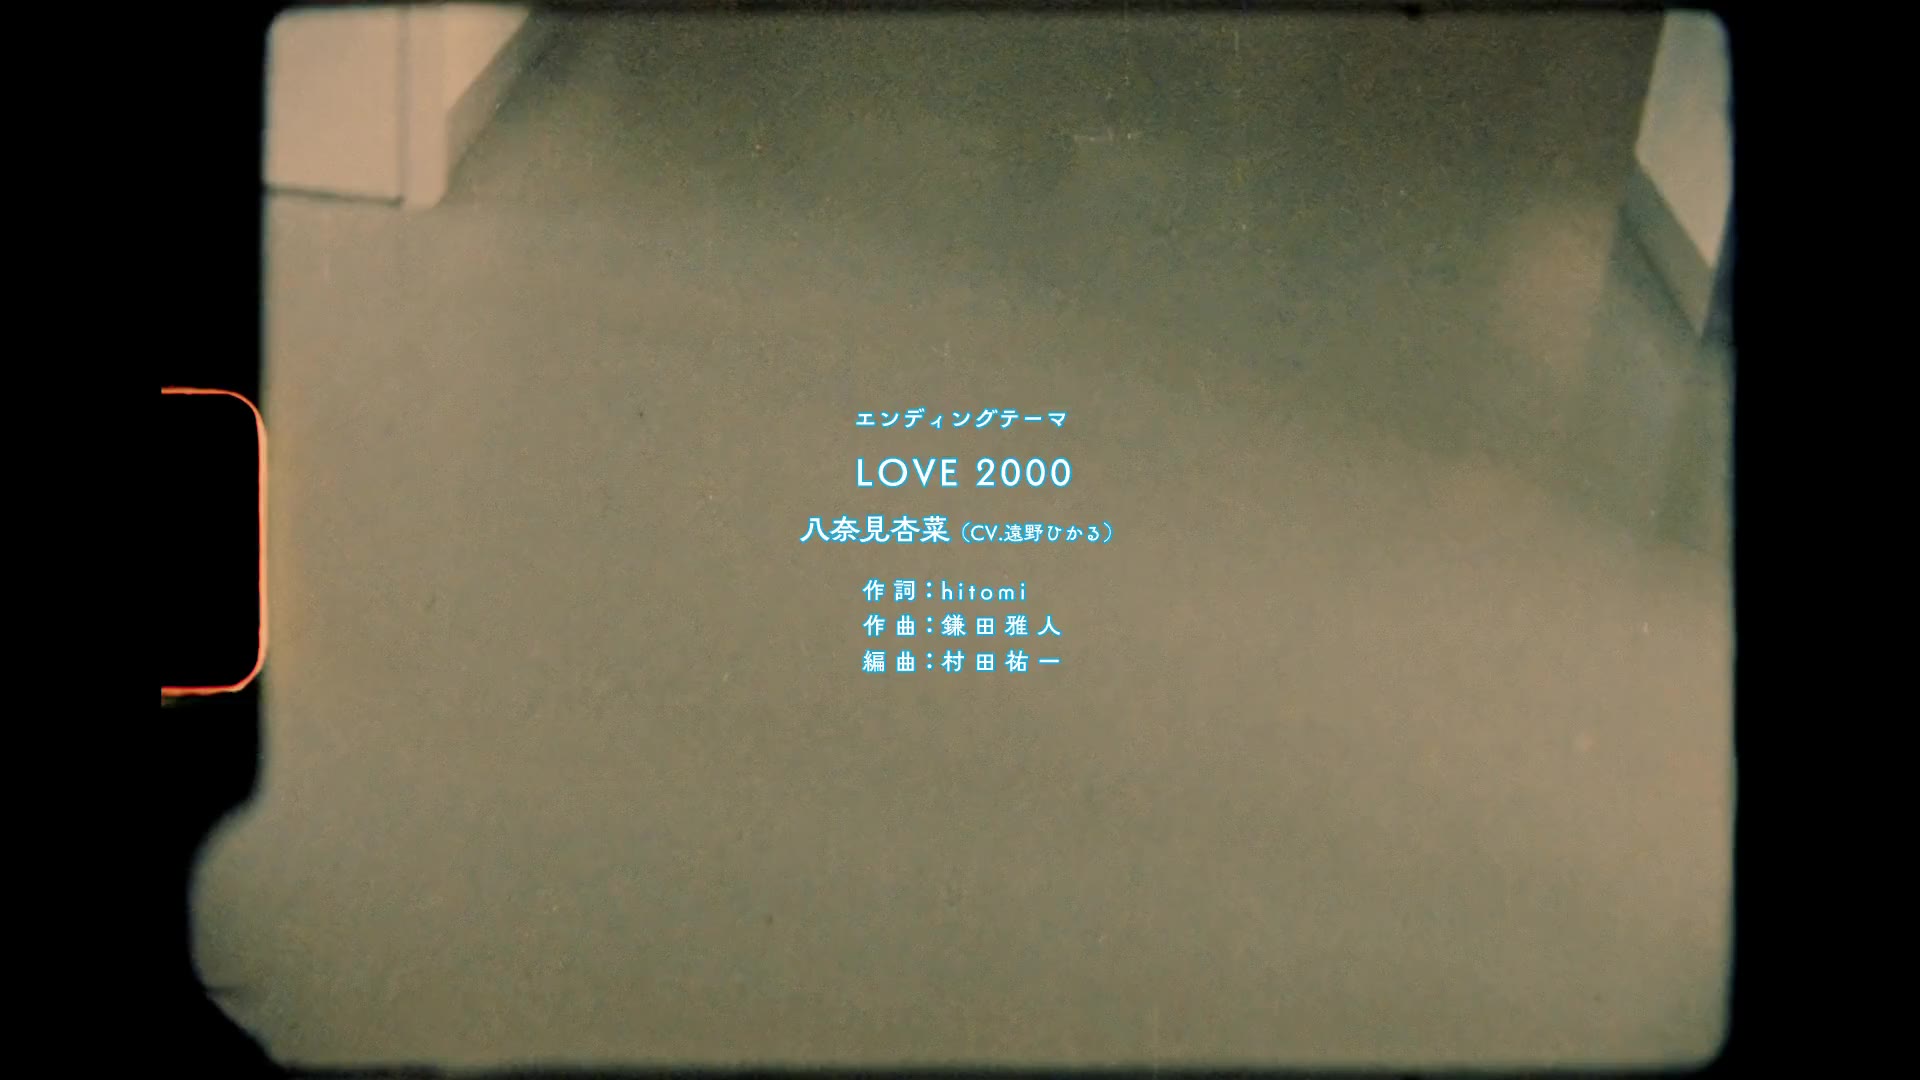 エンディングテーマ
LOVE 2000
八奈見杏菜（CV.遠野ひかる）
作詞：hitomi
作曲：鎌田雅人
編曲：村田祐一